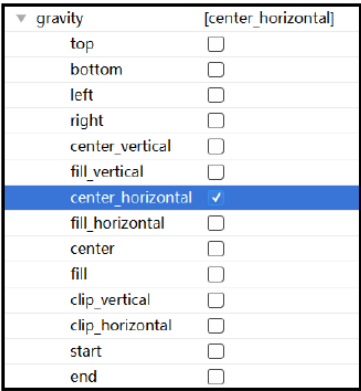 gravity [center_horizontal]
top
bottom
left
right
center_vertical
fill_vertical
center_horizontal
fill_horizontal
center
fill
clip_vertical
clip_horizontal
start
end